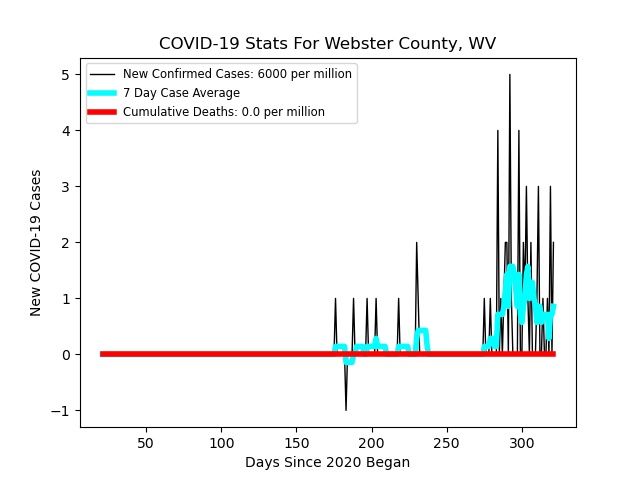 COVID-19 Stats For Webster County, WV
New Confirmed Cases: 6000 per million
7 Day Case Average
Cumulative Deaths: 0.0 per million
New COVID-19 Cases
5
4
3
2
1
0
−1
50 100 150 200 250 300
Days Since 2020 Began